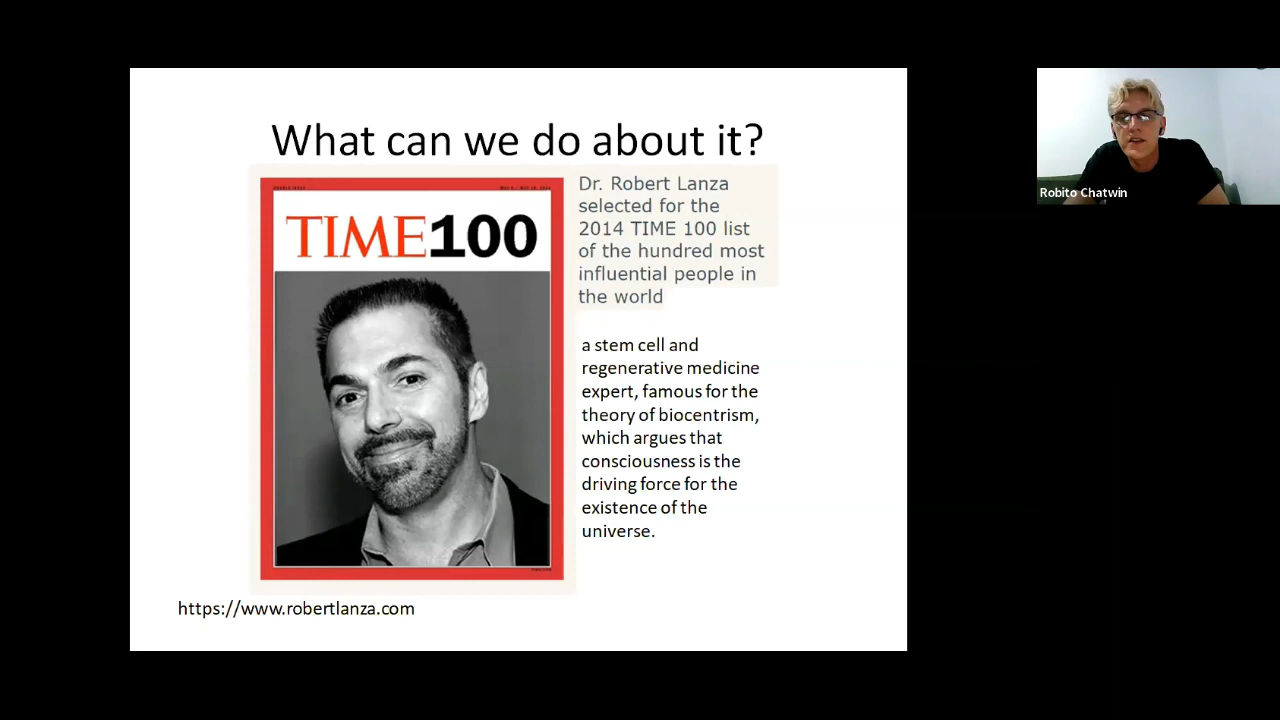 What can we do about it?
TIME100
Dr. Robert Lanza
selected for the
2014 TIME 100 list
of the hundred most
influential people in
the world
a stem cell and
regenerative medicine
expert, famous for the
theory of biocentrism,
which argues that
consciousness is the
driving force for the
existence of the
universe.
https://www.robertlanza.com
Robito Chatwin